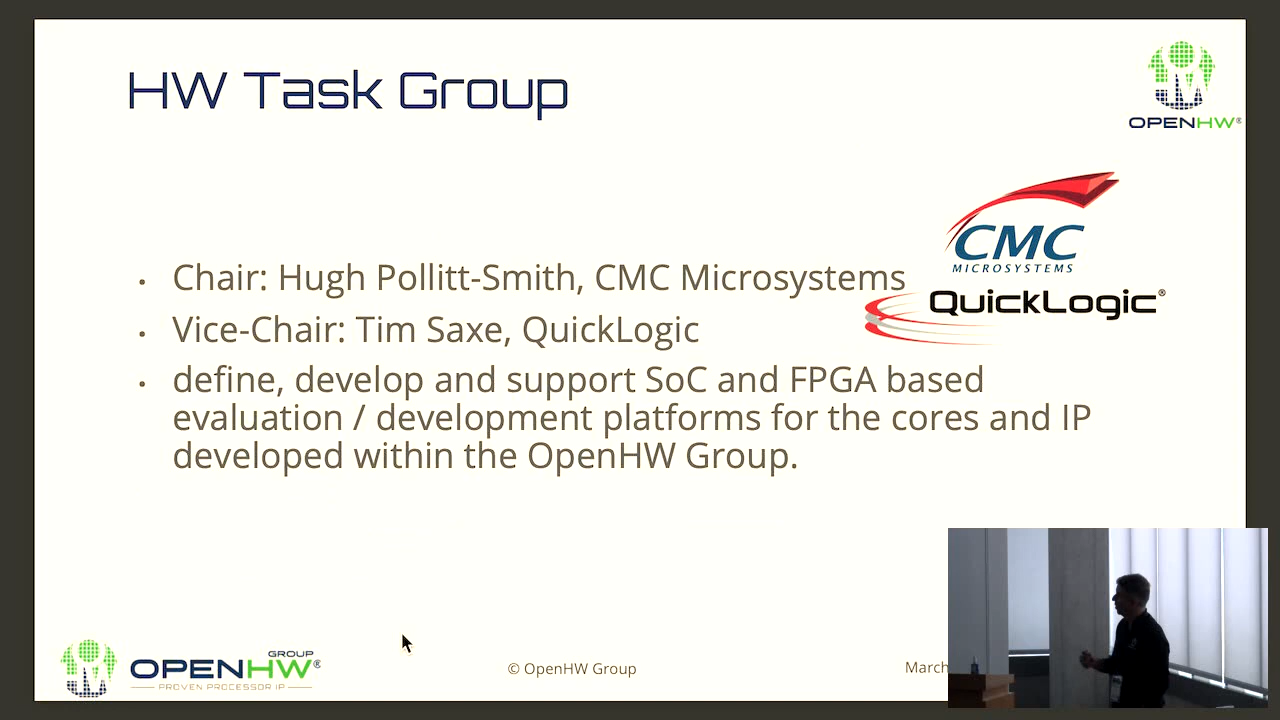 HW Task Group
OPENHW®
CMC
MICROSYSTEMS
• Chair: Hugh Pollitt-Smith, CMC Microsystems
QuickLogic®
• Vice-Chair: Tim Saxe, QuickLogic
• define, develop and support SoC and FPGA based
evaluation / development platforms for the cores and IP
developed within the OpenHW Group.
GROUP
OPENHW®
PROVEN PROCESSOR IP
© OpenHW Group
March